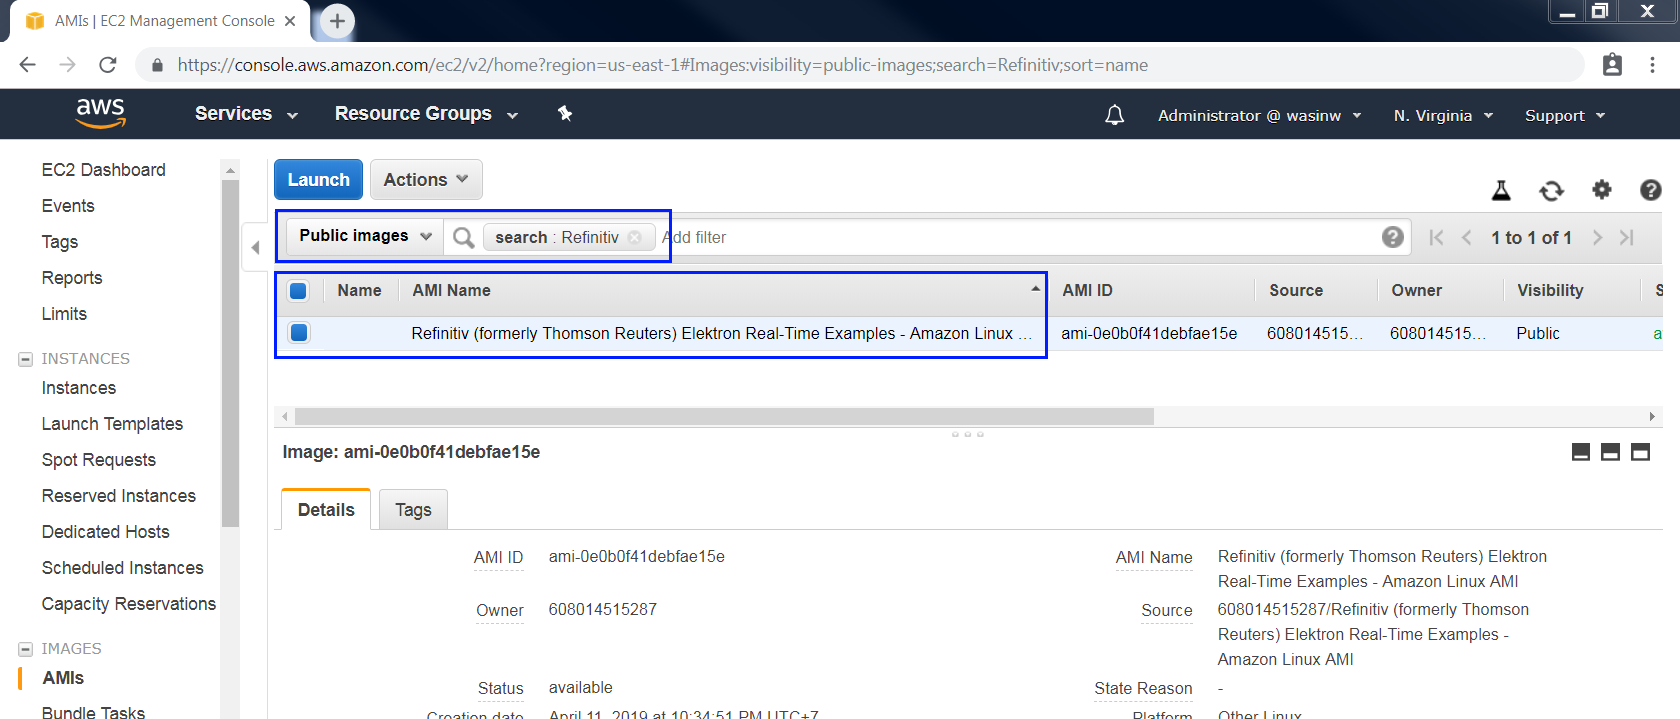 AMIs | EC2 Management Console
https://console.aws.amazon.com/ec2/v2/home?region=us-east-1#Images:visibility=public-images;search=Refinitiv;sort=name
aws
Services
Resource Groups
Administrator @ wasinw
N. Virginia
Support
EC2 Dashboard
Events
Tags
Reports
Limits
INSTANCES
Instances
Launch Templates
Spot Requests
Reserved Instances
Dedicated Hosts
Scheduled Instances
Capacity Reservations
IMAGES
AMIs
Bundle Tasks
Launch
Actions
Public images
search : Refinitiv
Add filter
1 to 1 of 1
Name AMI Name AMI ID Source Owner Visibility S
Refinitiv (formerly Thomson Reuters) Elektron Real-Time Examples - Amazon Linux ... ami-0e0b0f41debfae15e 608014515... 608014515... Public a
Image: ami-0e0b0f41debfae15e
Details
Tags
AMI ID ami-0e0b0f41debfae15e
Owner 608014515287
Status available
Creation date April 11, 2019 at 10:34:51 PM UTC+7
AMI Name Refinitiv (formerly Thomson Reuters) Elektron
Real-Time Examples - Amazon Linux AMI
Source 608014515287/Refinitiv (formerly Thomson
Reuters) Elektron Real-Time Examples -
Amazon Linux AMI
State Reason -
Platform Other Linux